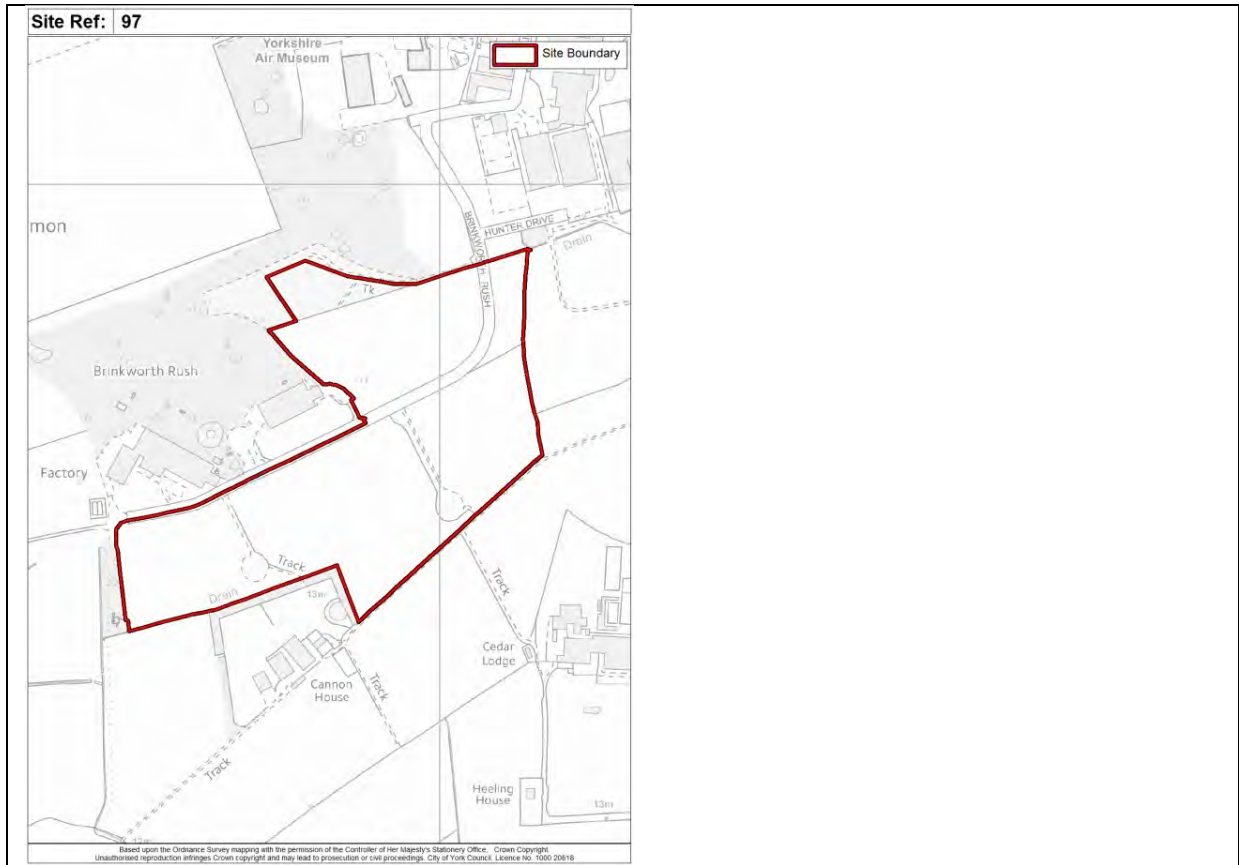 Site Ref: 97
Yorkshire
Air Museum
Site Boundary
mon
HUNTER DRIVE
BRINKWORTH RUSH
Drain
Tk
Brinkworth Rush
Factory
Track
Drain
13m
Track
Cedar
Lodge
Cannon
House
Track
Track
Heeling
House
13m
Based upon the Ordnance Survey mapping with the permission of the Controller of Her Majesty's Stationery Office. Crown Copyright
Unauthorised reproduction infringes Crown copyright and may lead to prosecution or civil proceedings. City of York Council. Licence No. 1000 20818